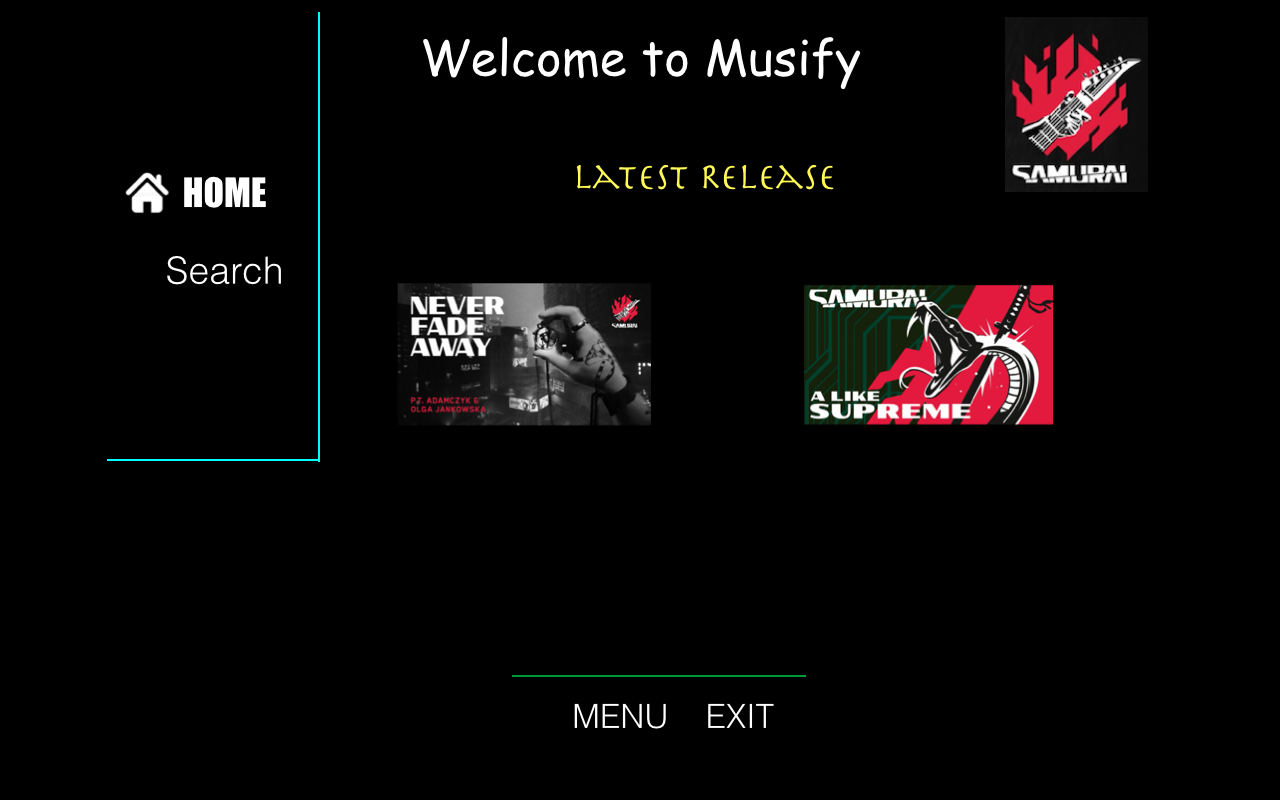 Welcome to Musify
SAMURAI
LATEST RELEASE
HOME
Search
NEVER
FADE
AWAY
SAMURAI
P.T. ADAMCZYK &
OLGA JANKOWSKA
SAMURAI
A LIKE
SUPREME
MENU EXIT